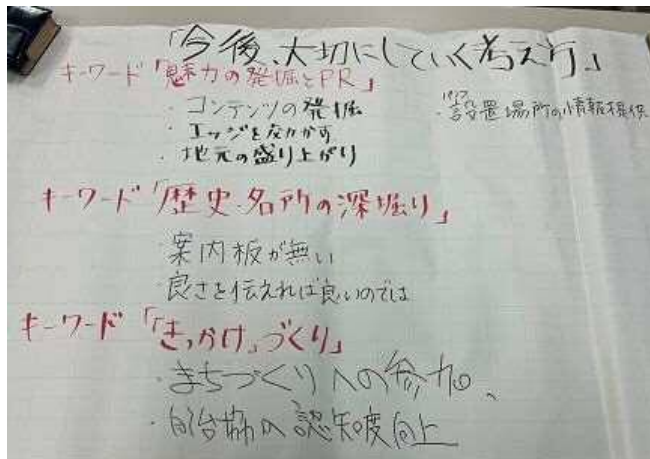 「今後、大切にしていく考え方」
キーワード「魅力の発掘とPR」
・コンテンツの発掘
・エッジを効かす
・地元の盛り上がり
・設置場所の情報提供
キーワード「歴史・名所の深堀り」
案内板が無い
良さを伝えれば良いのでは
キーワード「「きっかけ」づくり」
・まちづくりへの参加、
・自治協の認知度向上